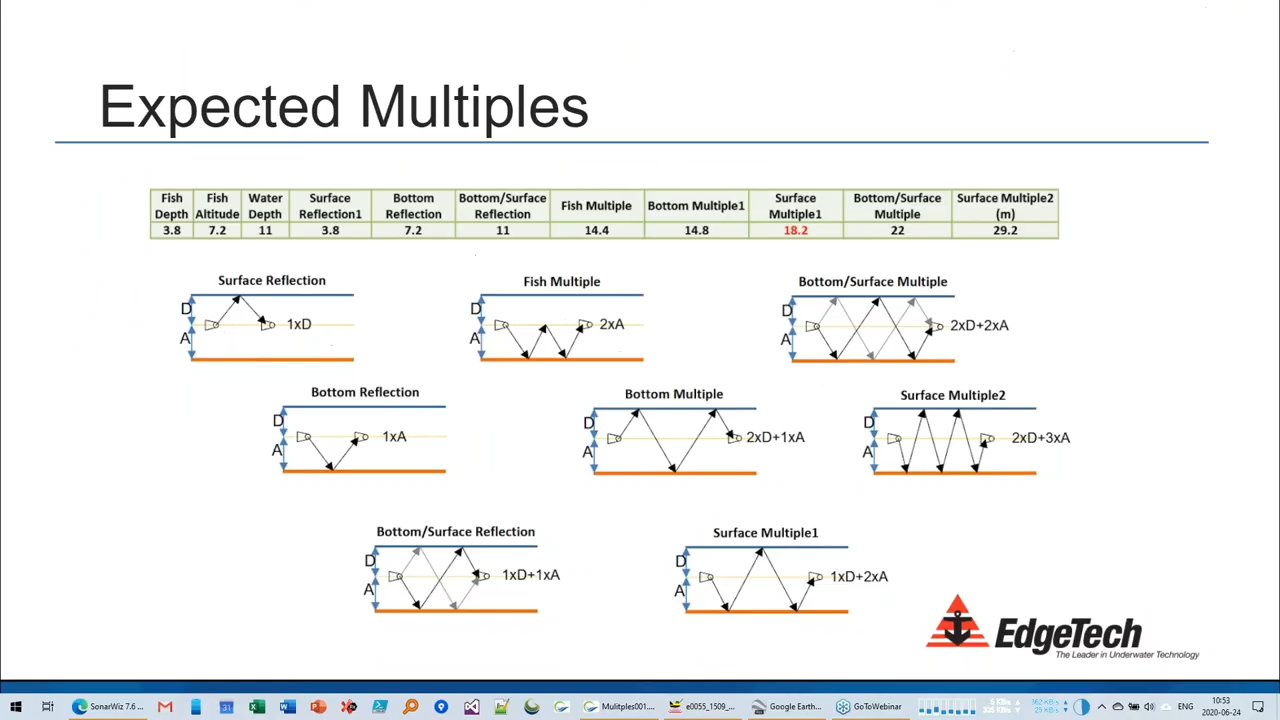 Expected Multiples
Fish Depth
Fish Altitude
Water Depth
Surface Reflection1
Bottom Reflection
Bottom/Surface Reflection
Fish Multiple
Bottom Multiple1
Surface Multiple1
Bottom/Surface Multiple
Surface Multiple2 (m)
3.8 7.2 11 3.8 7.2 11 14.4 14.8 18.2 22 29.2
Surface Reflection
D
A
1xD
Fish Multiple
D
A
2xA
Bottom/Surface Multiple
D
A
2xD+2xA
Bottom Reflection
D
A
1xA
Bottom Multiple
D
A
2xD+1xA
Surface Multiple2
D
A
2xD+3xA
Bottom/Surface Reflection
D
A
1xD+1xA
Surface Multiple1
D
A
1xD+2xA
EdgeTech
The Leader in Underwater Technology
SonarWiz 7.6 ...
Mulitples001....
e0055_1509_...
Google Earth...
GoToWebinar
ENG
10:53
2020-06-24